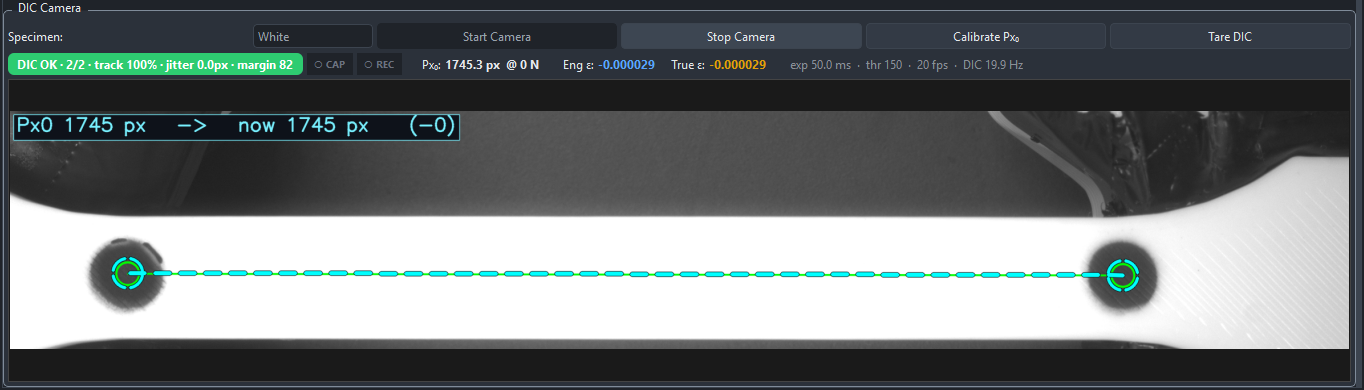 DIC Camera
Specimen: White Start Camera Stop Camera Calibrate Px₀ Tare DIC
DIC OK · 2/2 · track 100% · jitter 0.0px · margin 82 ○ CAP ○ REC Px₀: 1745.3 px @ 0 N Eng ε: -0.000029 True ε: -0.000029 exp 50.0 ms · thr 150 · 20 fps · DIC 19.9 Hz
Px0 1745 px -> now 1745 px (-0)